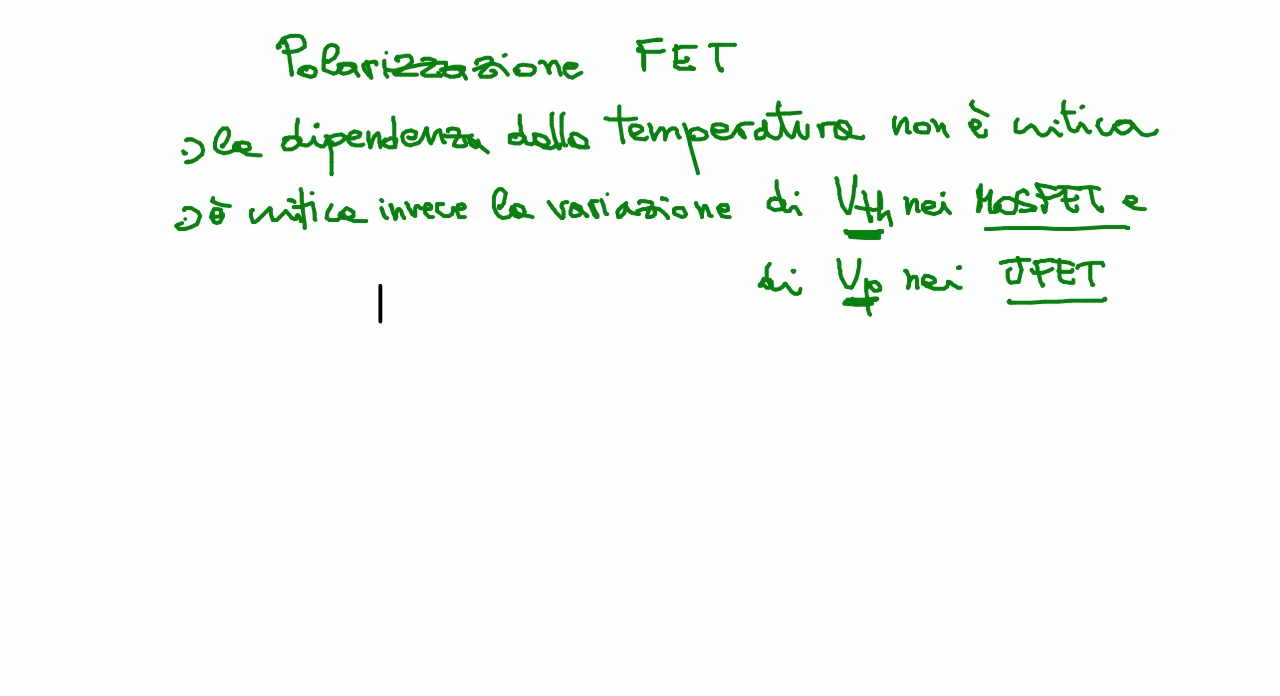 Polarizzazione FET
.) la dipendenza dalla temperatura non è critica
.) è critica invece la variazione di Vth nei MOSFET e
di Vp nei JFET